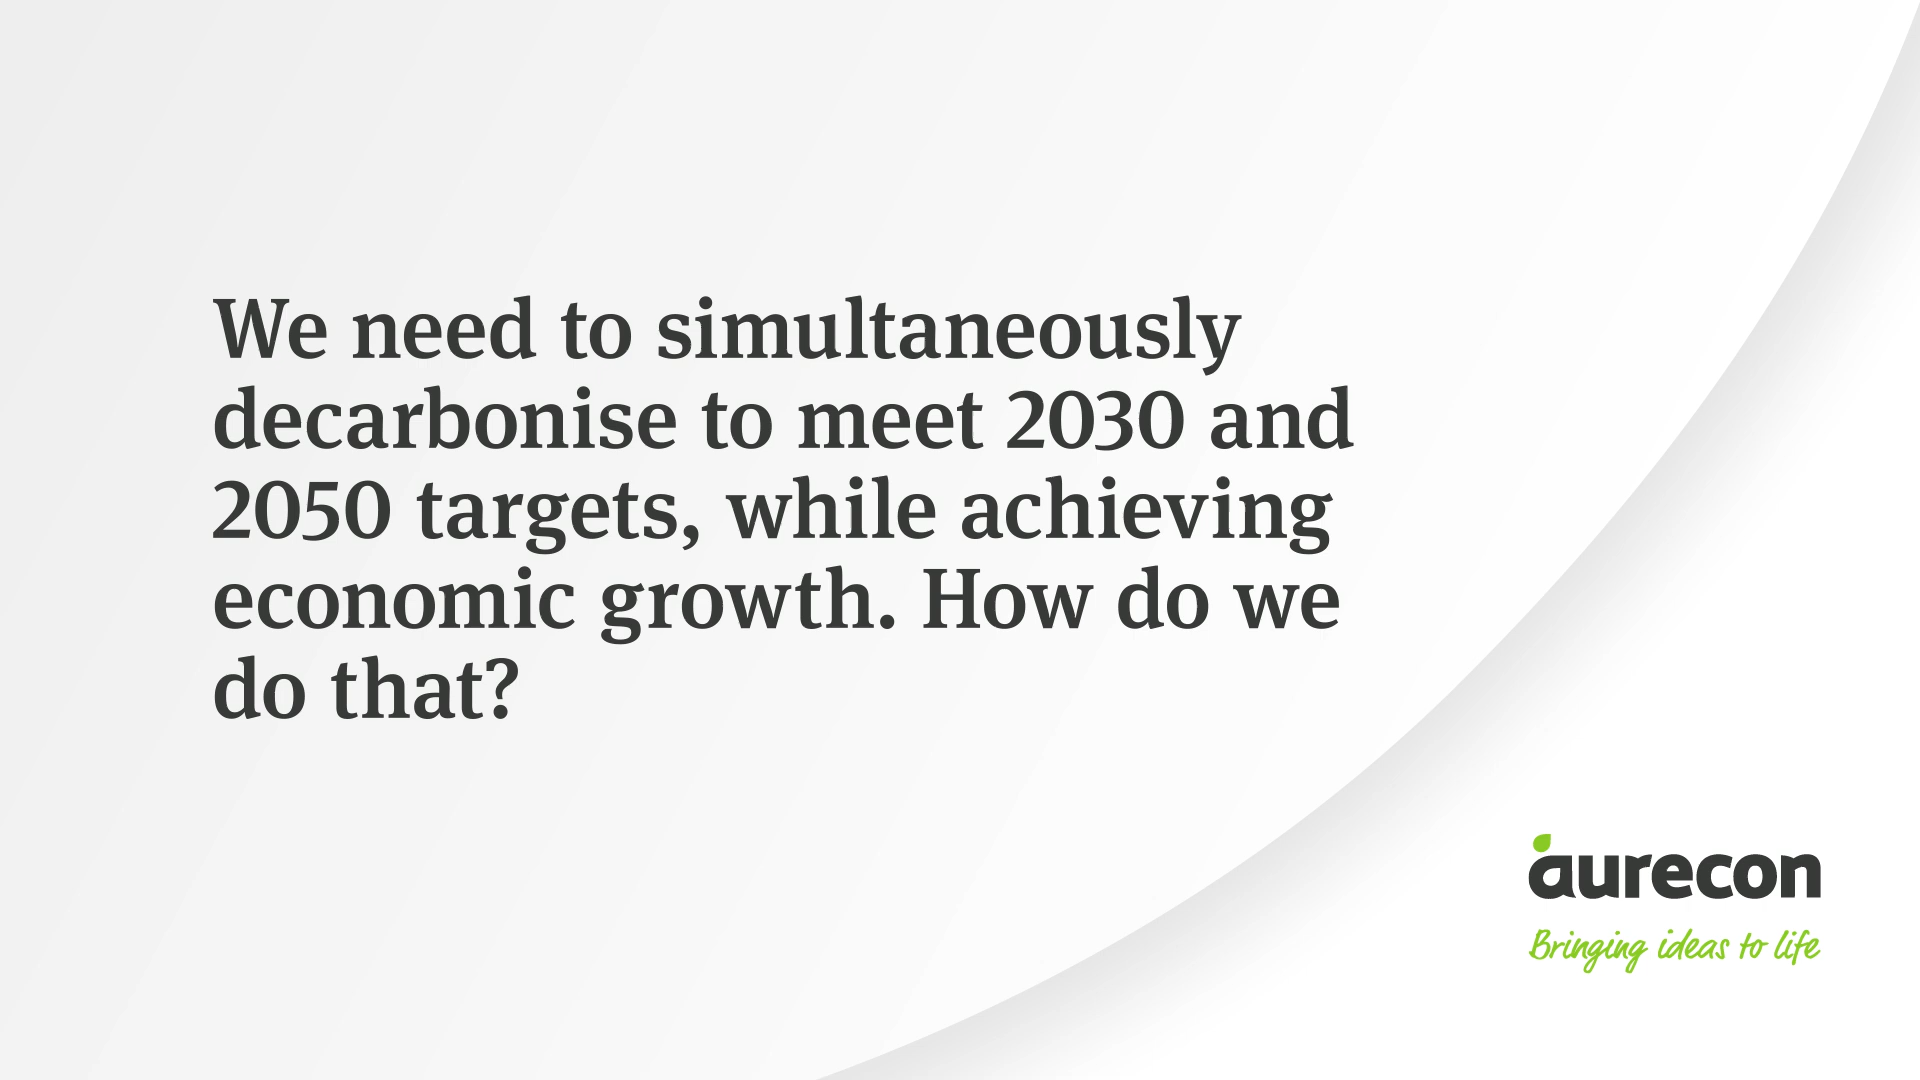 We need to simultaneously
decarbonise to meet 2030 and
2050 targets, while achieving
economic growth. How do we
do that?
aurecon
Bringing ideas to life